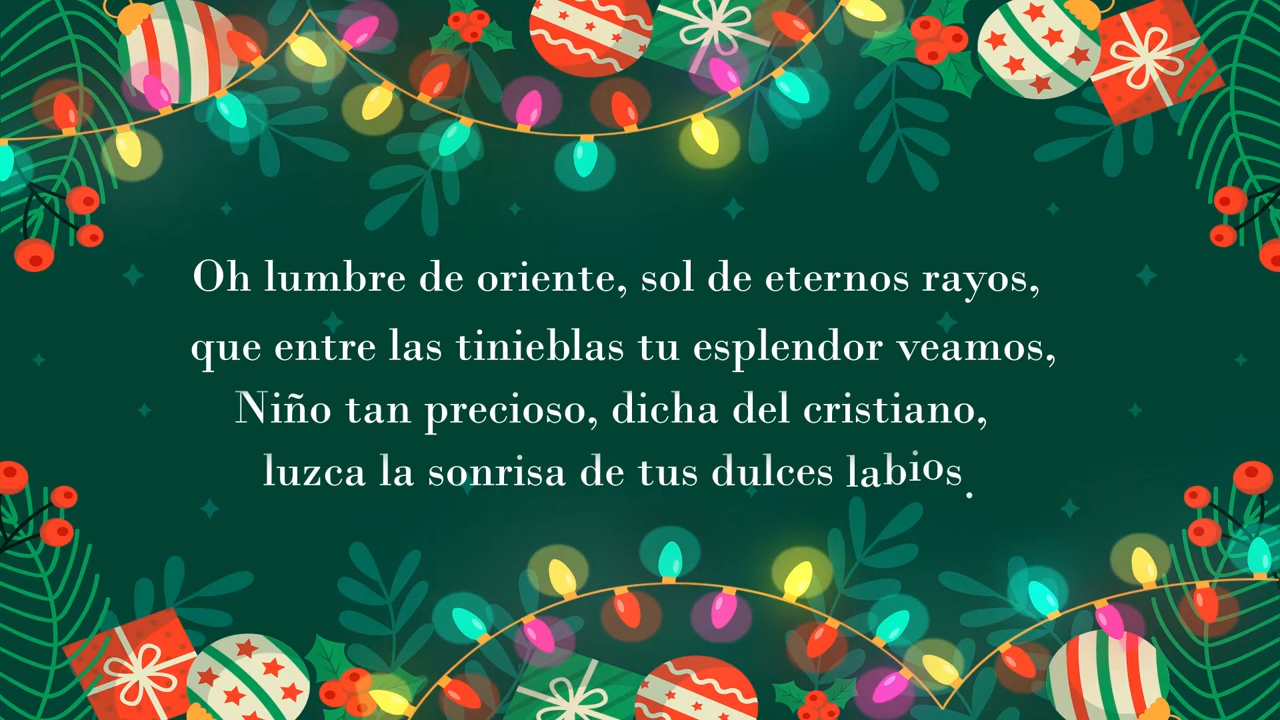 Oh lumbre de oriente, sol de eternos rayos,
que entre las tinieblas tu esplendor veamos,
Niño tan precioso, dicha del cristiano,
luzca la sonrisa de tus dulces labios.